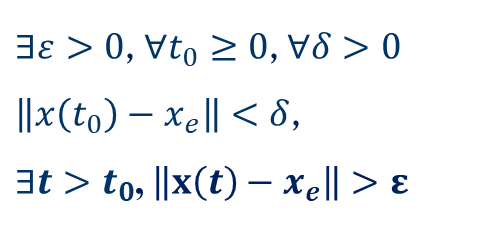 ∃ε > 0, ∀t₀ ≥ 0, ∀δ > 0
‖x(t₀) − xₑ‖ < δ,
∃t > t₀, ‖x(t) − xₑ‖ > ε